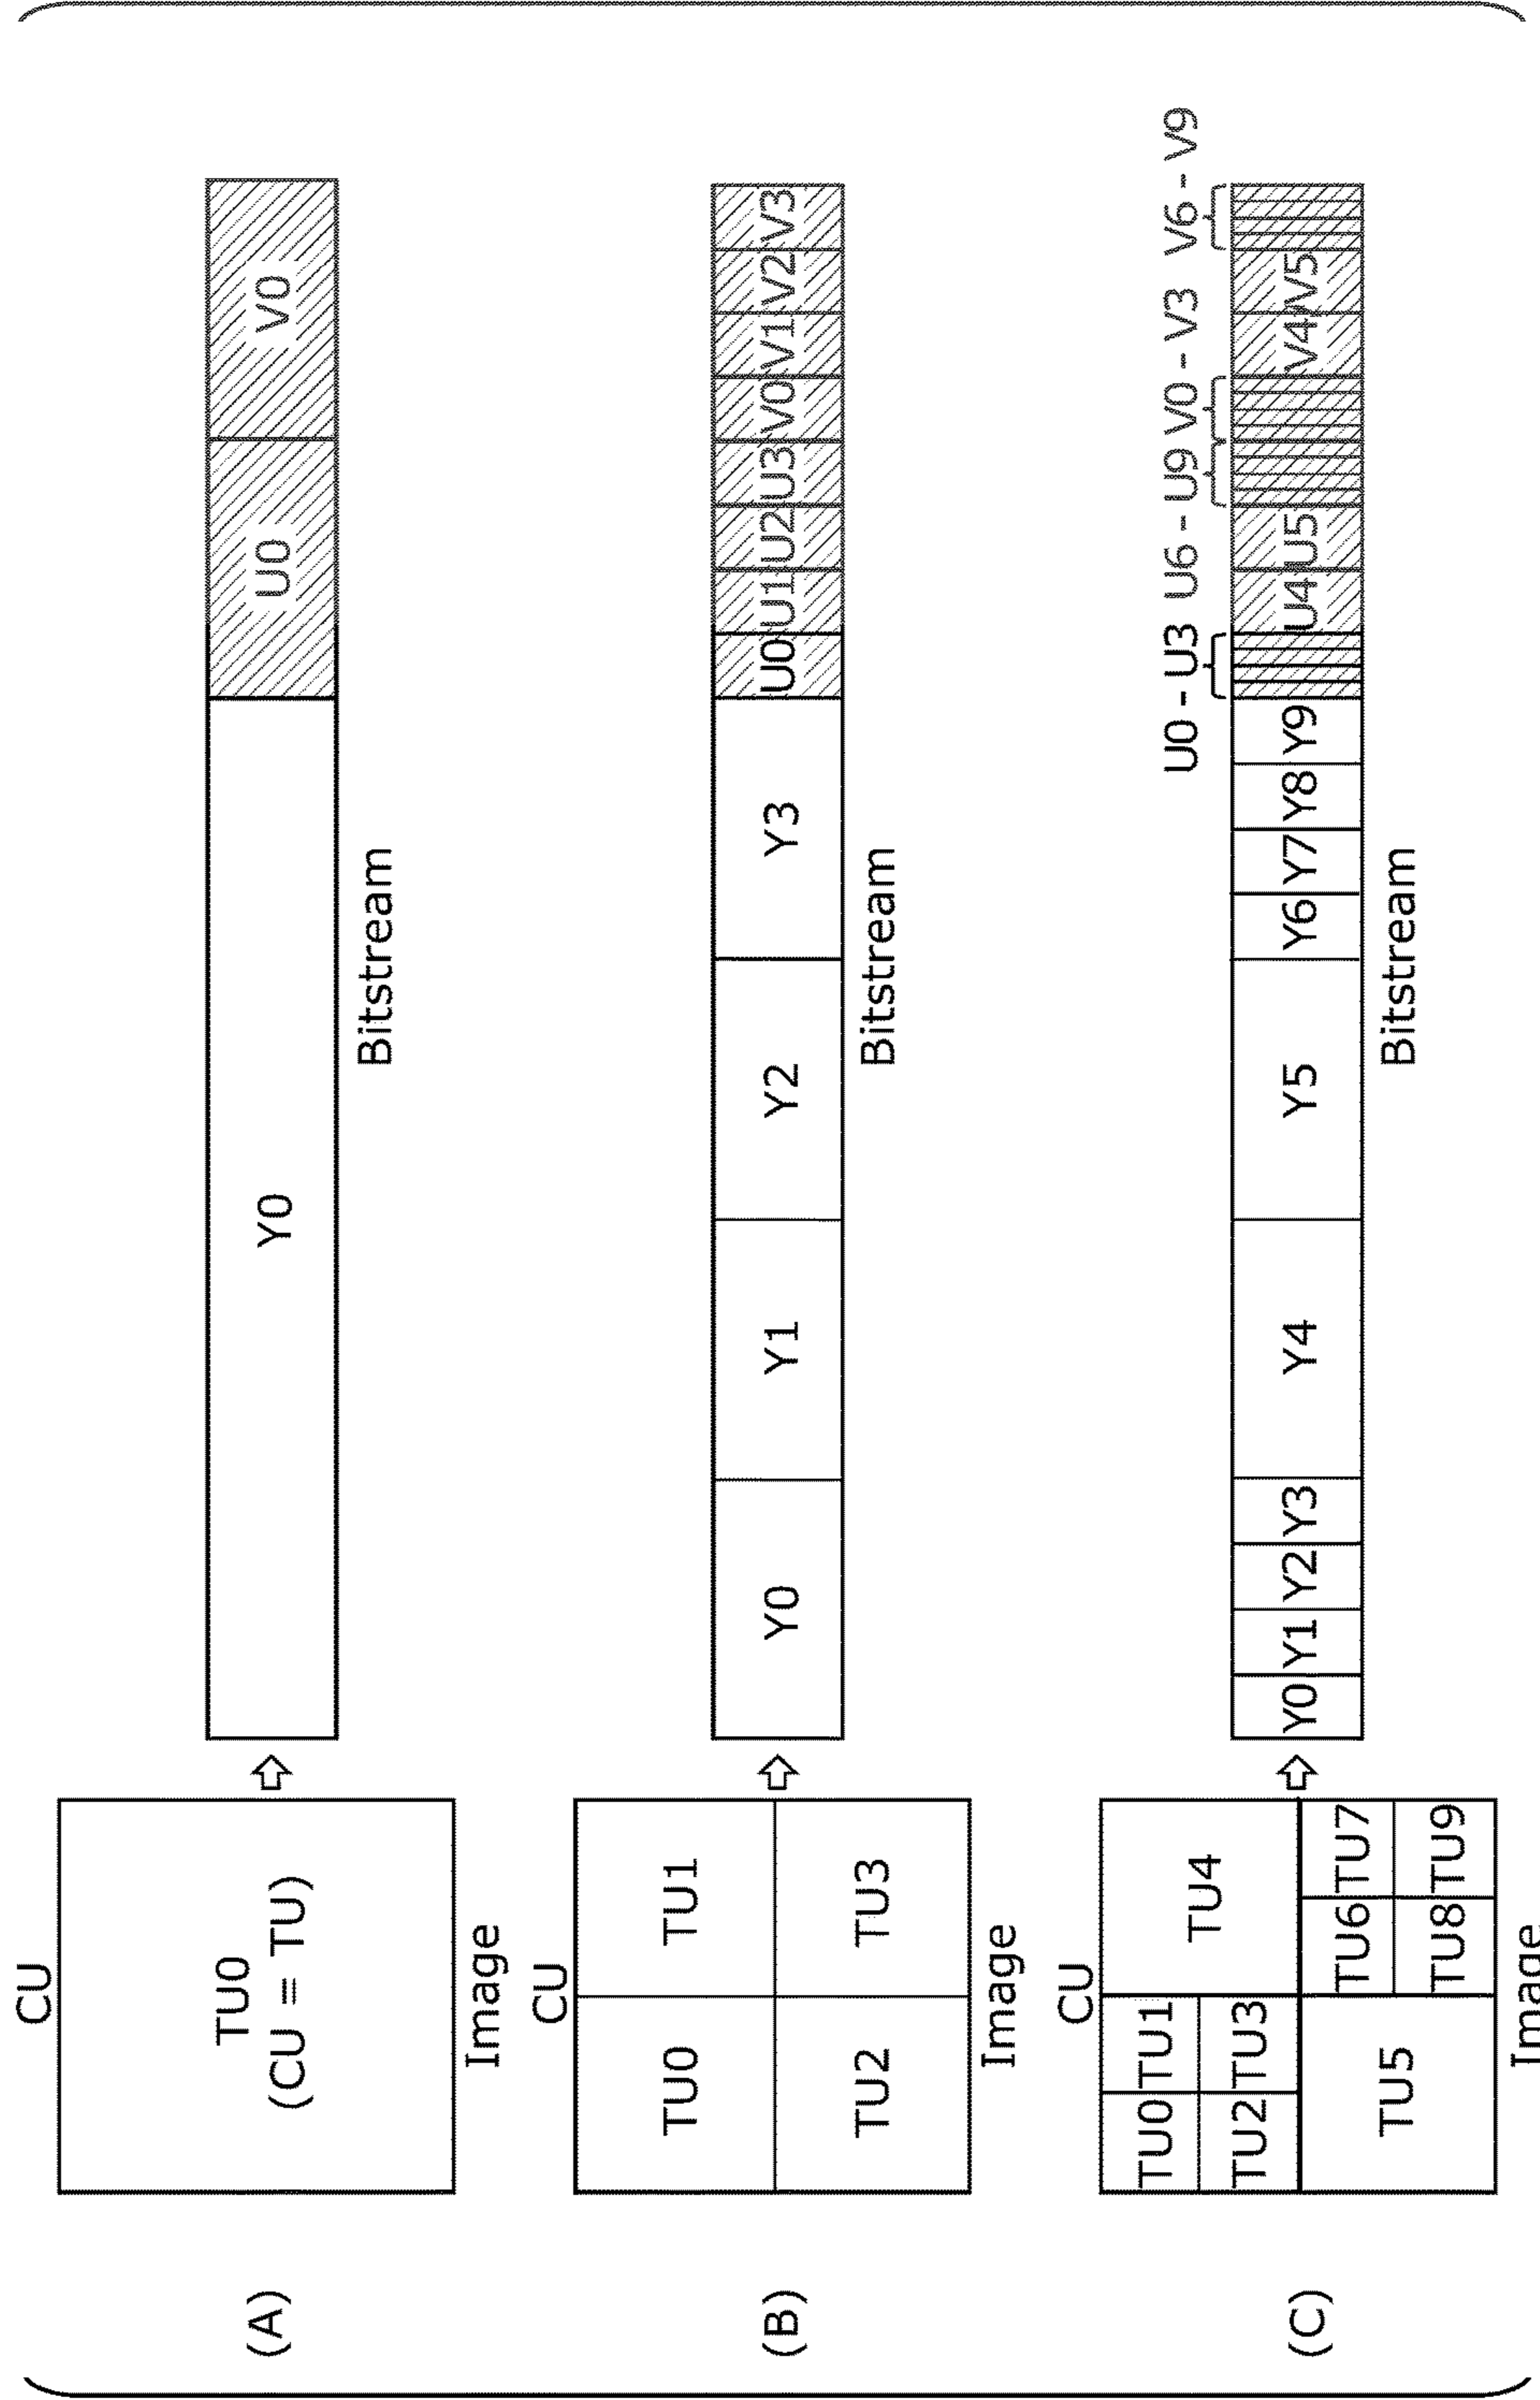 (A)
CU
TU0
(CU = TU)
Image
Y0
U0
V0
Bitstream
(B)
CU
TU0
TU1
TU2
TU3
Image
Y0
Y1
Y2
Y3
U0
U1
U2
U3
V0
V1
V2
V3
Bitstream
(C)
CU
TU0
TU1
TU4
TU2
TU3
TU5
TU6
TU7
TU8
TU9
Image
U0 - U3
U6 - U9
V0 - V3
V6 - V9
Y0
Y1
Y2
Y3
Y4
Y5
Y6
Y7
Y8
Y9
U4
U5
V4
V5
Bitstream